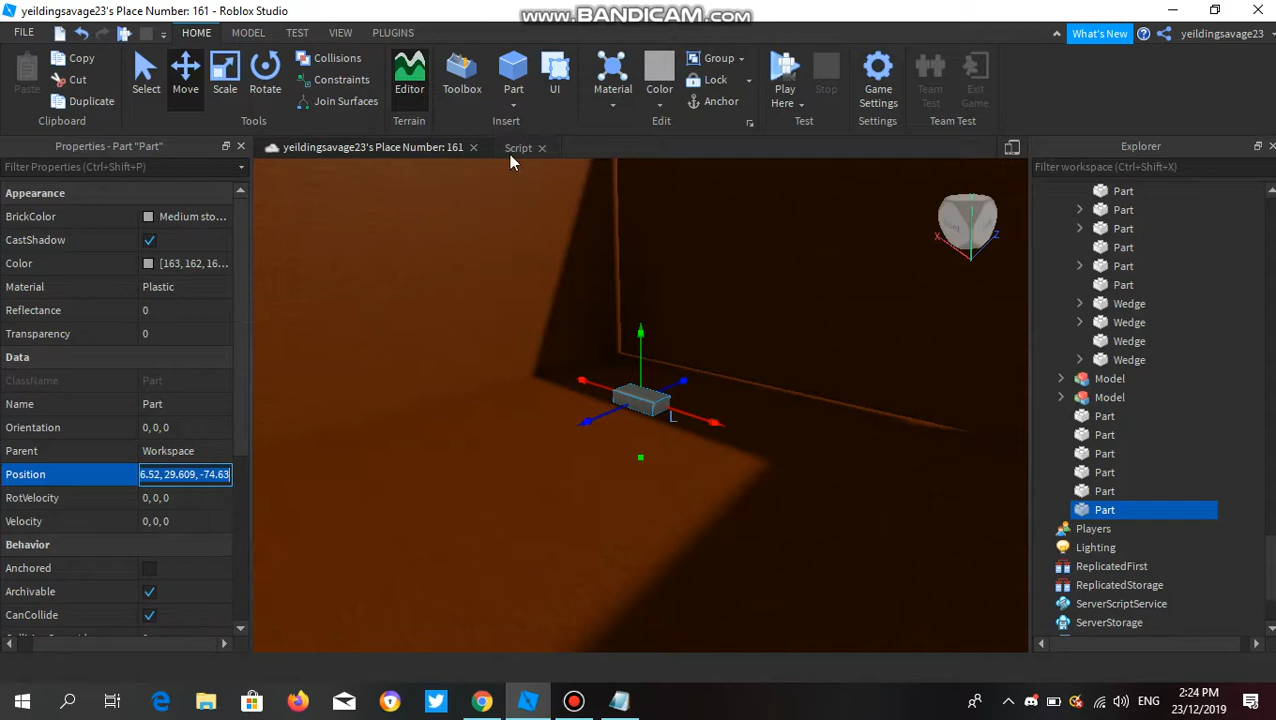 yeildingsavage23's Place Number: 161 - Roblox Studio
www.BANDICAM.com
FILE
HOME
MODEL
TEST
VIEW
PLUGINS
What's New
yeildingsavage23
Paste
Copy
Cut
Duplicate
Clipboard
Select
Move
Scale
Rotate
Collisions
Constraints
Join Surfaces
Tools
Editor
Terrain
Toolbox
Part
UI
Insert
Material
Color
Group
Lock
Anchor
Edit
Play
Here
Stop
Test
Game
Settings
Settings
Team
Test
Exit
Game
Team Test
Properties - Part "Part"
yeildingsavage23's Place Number: 161
Script
Explorer
Filter Properties (Ctrl+Shift+P)
Filter workspace (Ctrl+Shift+X)
Appearance
BrickColor Medium sto...
CastShadow
Color [163, 162, 16...
Material Plastic
Reflectance 0
Transparency 0
Data
ClassName Part
Name Part
Orientation 0, 0, 0
Parent Workspace
Position 6.52, 29.609, -74.63
RotVelocity 0, 0, 0
Velocity 0, 0, 0
Behavior
Anchored
Archivable
CanCollide
X
Z
L
Part
Part
Part
Part
Part
Part
Wedge
Wedge
Wedge
Wedge
Model
Model
Part
Part
Part
Part
Part
Part
Players
Lighting
ReplicatedFirst
ReplicatedStorage
ServerScriptService
ServerStorage
ENG
2:24 PM
23/12/2019